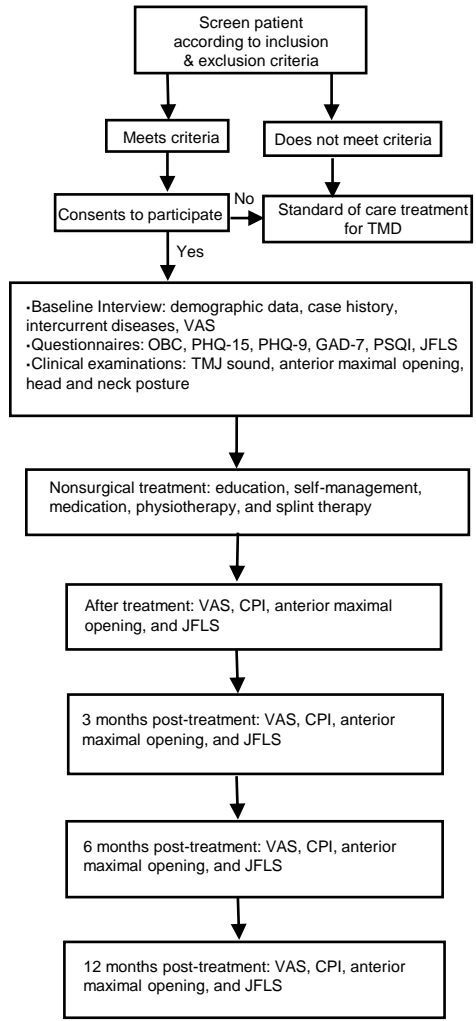 Screen patient
according to inclusion
& exclusion criteria
Meets criteria
Does not meet criteria
Consents to participate
No
Standard of care treatment
for TMD
Yes
•Baseline Interview: demographic data, case history,
intercurrent diseases, VAS
•Questionnaires: OBC, PHQ-15, PHQ-9, GAD-7, PSQI, JFLS
•Clinical examinations: TMJ sound, anterior maximal opening,
head and neck posture
Nonsurgical treatment: education, self-management,
medication, physiotherapy, and splint therapy
After treatment: VAS, CPI, anterior maximal
opening, and JFLS
3 months post-treatment: VAS, CPI, anterior
maximal opening, and JFLS
6 months post-treatment: VAS, CPI, anterior
maximal opening, and JFLS
12 months post-treatment: VAS, CPI, anterior
maximal opening, and JFLS